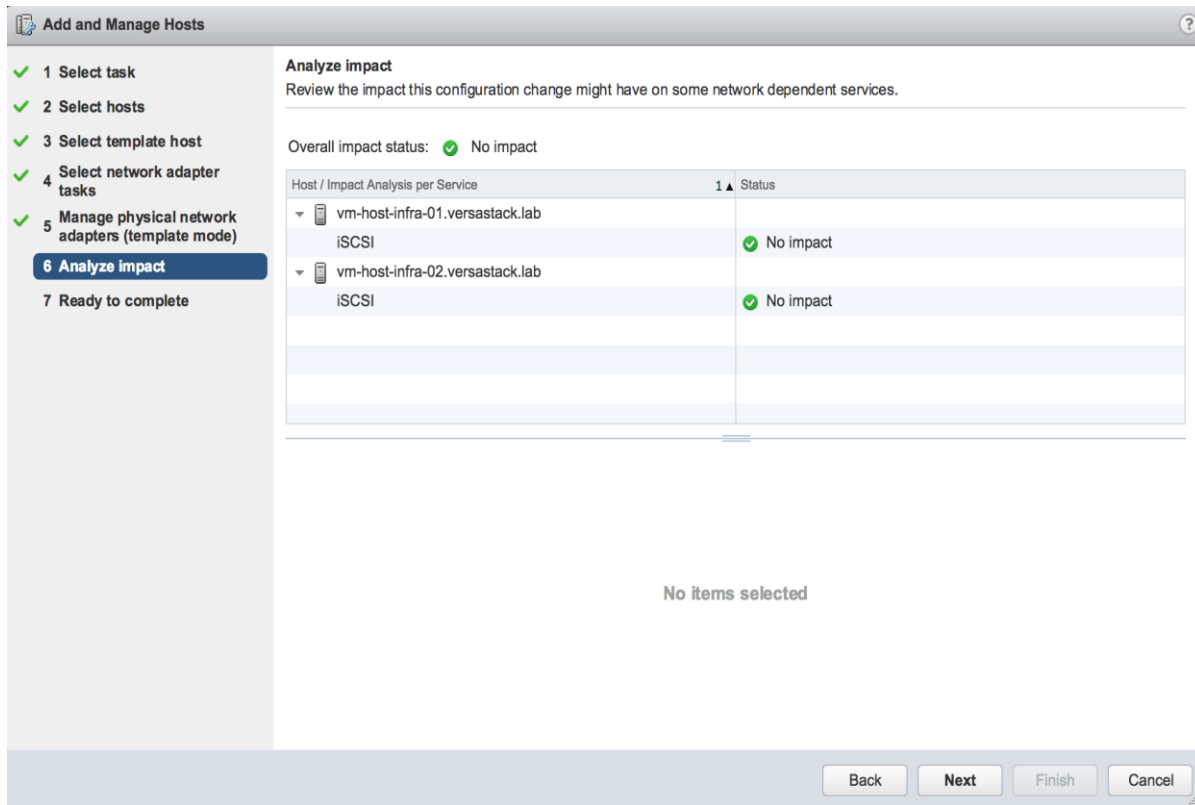 Add and Manage Hosts
?
1 Select task
2 Select hosts
3 Select template host
4 Select network adapter
tasks
5 Manage physical network
adapters (template mode)
6 Analyze impact
7 Ready to complete
Analyze impact
Review the impact this configuration change might have on some network dependent services.
Overall impact status: No impact
Host / Impact Analysis per Service 1 ▲ Status
vm-host-infra-01.versastack.lab
iSCSI No impact
vm-host-infra-02.versastack.lab
iSCSI No impact
No items selected
Back Next Finish Cancel